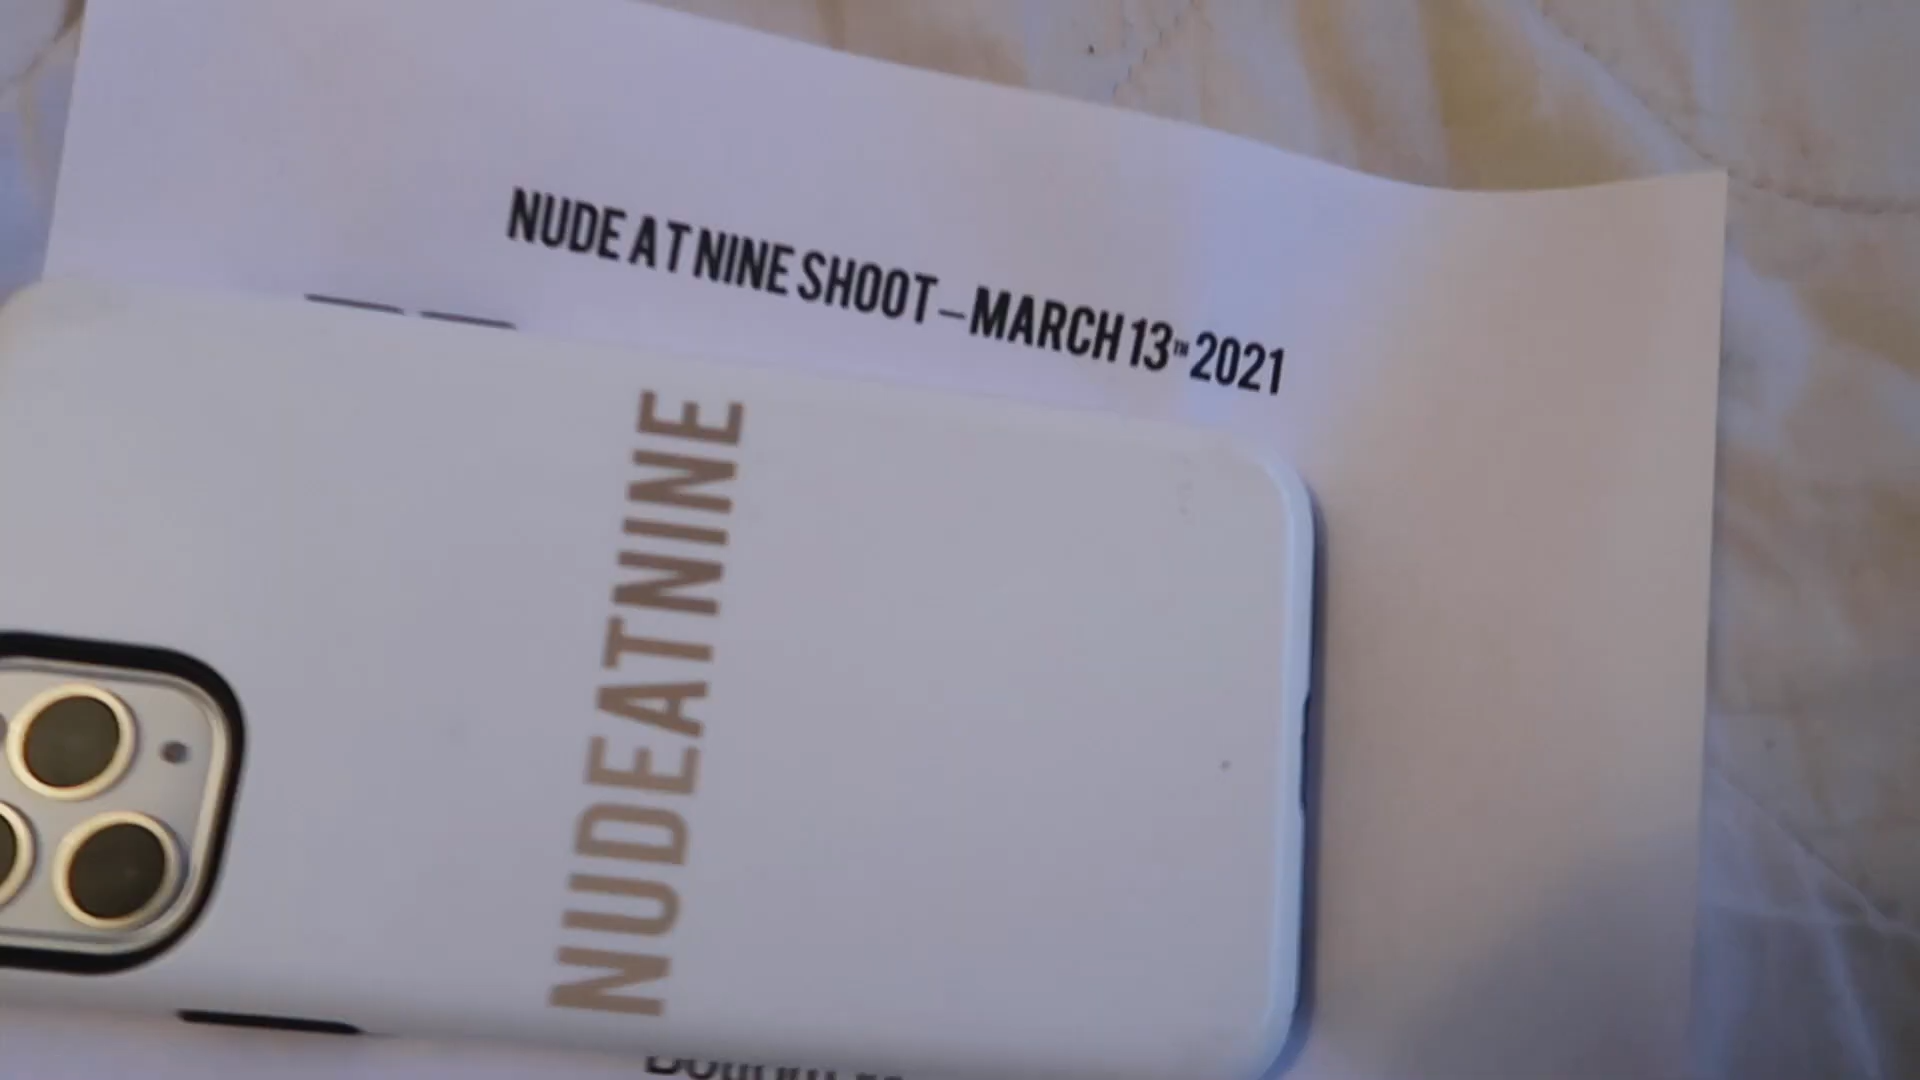 NUDE AT NINE SHOOT – MARCH 13TH 2021
NUDEATNINE